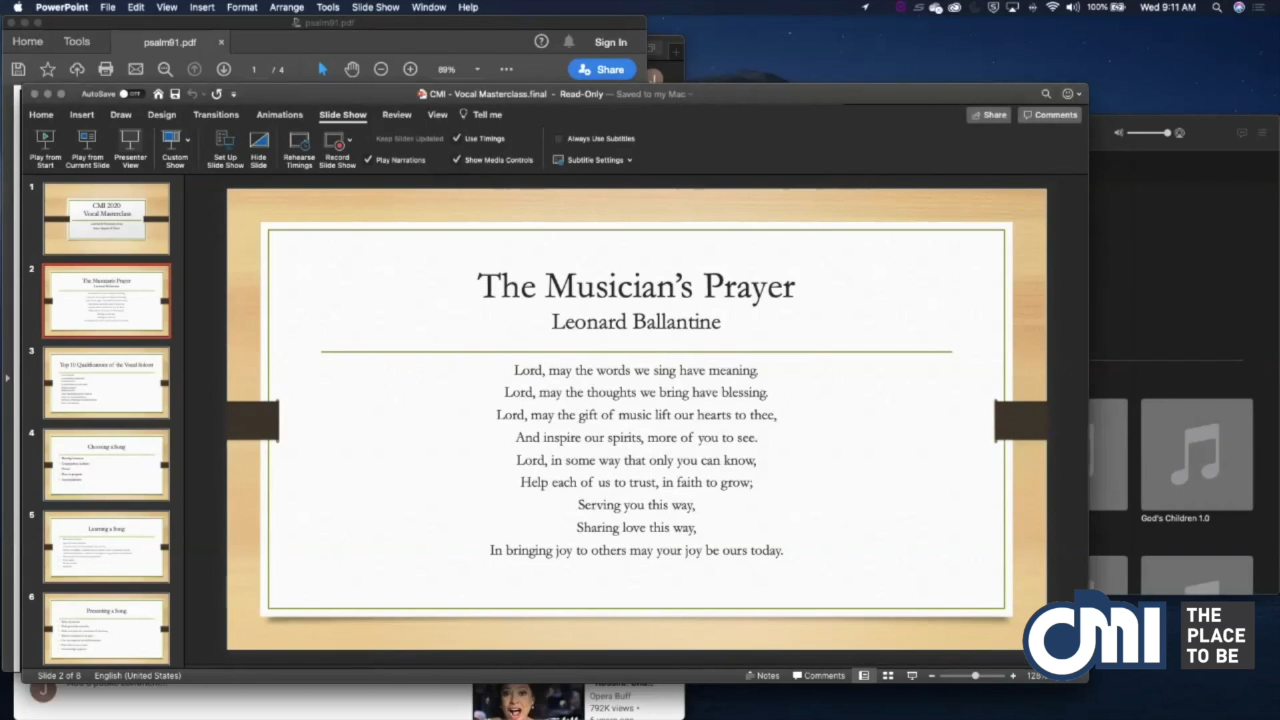 PowerPoint File Edit View Insert Format Arrange Tools Slide Show Window Help
100% Wed 9:11 AM
psalm91.pdf
Home Tools psalm91.pdf × Sign In
1 / 4 89% Share
AutoSave OFF CMI - Vocal Masterclass.final - Read-Only — Saved to my Mac
Home Insert Draw Design Transitions Animations Slide Show Review View Tell me Share Comments
Play from Start
Play from Current Slide
Presenter View
Custom Show
Set Up Slide Show
Hide Slide
Rehearse Timings
Record Slide Show
Keep Slides Updated
Play Narrations
Use Timings
Show Media Controls
Always Use Subtitles
Subtitle Settings
1
CMI 2020
Vocal Masterclass
2
The Musician's Prayer
Leonard Ballantine
3
Top 10 Qualifications of the Vocal Soloist
4
Choosing a Song
5
Learning a Song
6
Presenting a Song
The Musician’s Prayer
Leonard Ballantine
Lord, may the words we sing have meaning.
Lord, may the thoughts we bring have blessing.
Lord, may the gift of music lift our hearts to thee,
And inspire our spirits, more of you to see.
Lord, in some way that only you can know,
Help each of us to trust, in faith to grow;
Serving you this way,
Sharing love this way,
In bringing joy to others may your joy be ours today.
God's Children 1.0
CMI THE
PLACE
TO BE
Slide 2 of 8 English (United States) Notes Comments
J
Opera Buff
792K views •